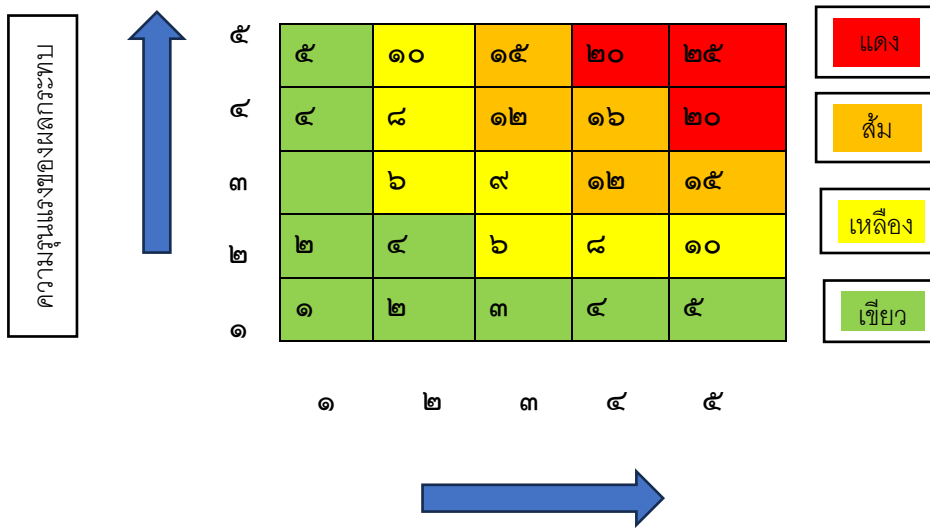 ความรุนแรงของผลกระทบ
๕ ๕ ๑๐ ๑๕ ๒๐ ๒๕
๔ ๔ ๘ ๑๒ ๑๖ ๒๐
๓ ๖ ๙ ๑๒ ๑๕
๒ ๒ ๔ ๖ ๘ ๑๐
๑ ๑ ๒ ๓ ๔ ๕
๑ ๒ ๓ ๔ ๕
แดง
ส้ม
เหลือง
เขียว